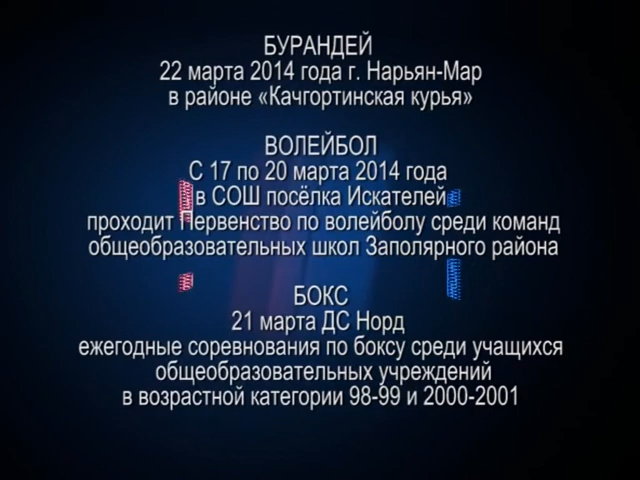 БУРАНДЕЙ
22 марта 2014 года г. Нарьян-Мар
в районе «Качгортинская курья»
ВОЛЕЙБОЛ
С 17 по 20 марта 2014 года
в СОШ посёлка Искателей
проходит Первенство по волейболу среди команд
общеобразовательных школ Заполярного района
БОКС
21 марта ДС Норд
ежегодные соревнования по боксу среди учащихся
общеобразовательных учреждений
в возрастной категории 98-99 и 2000-2001